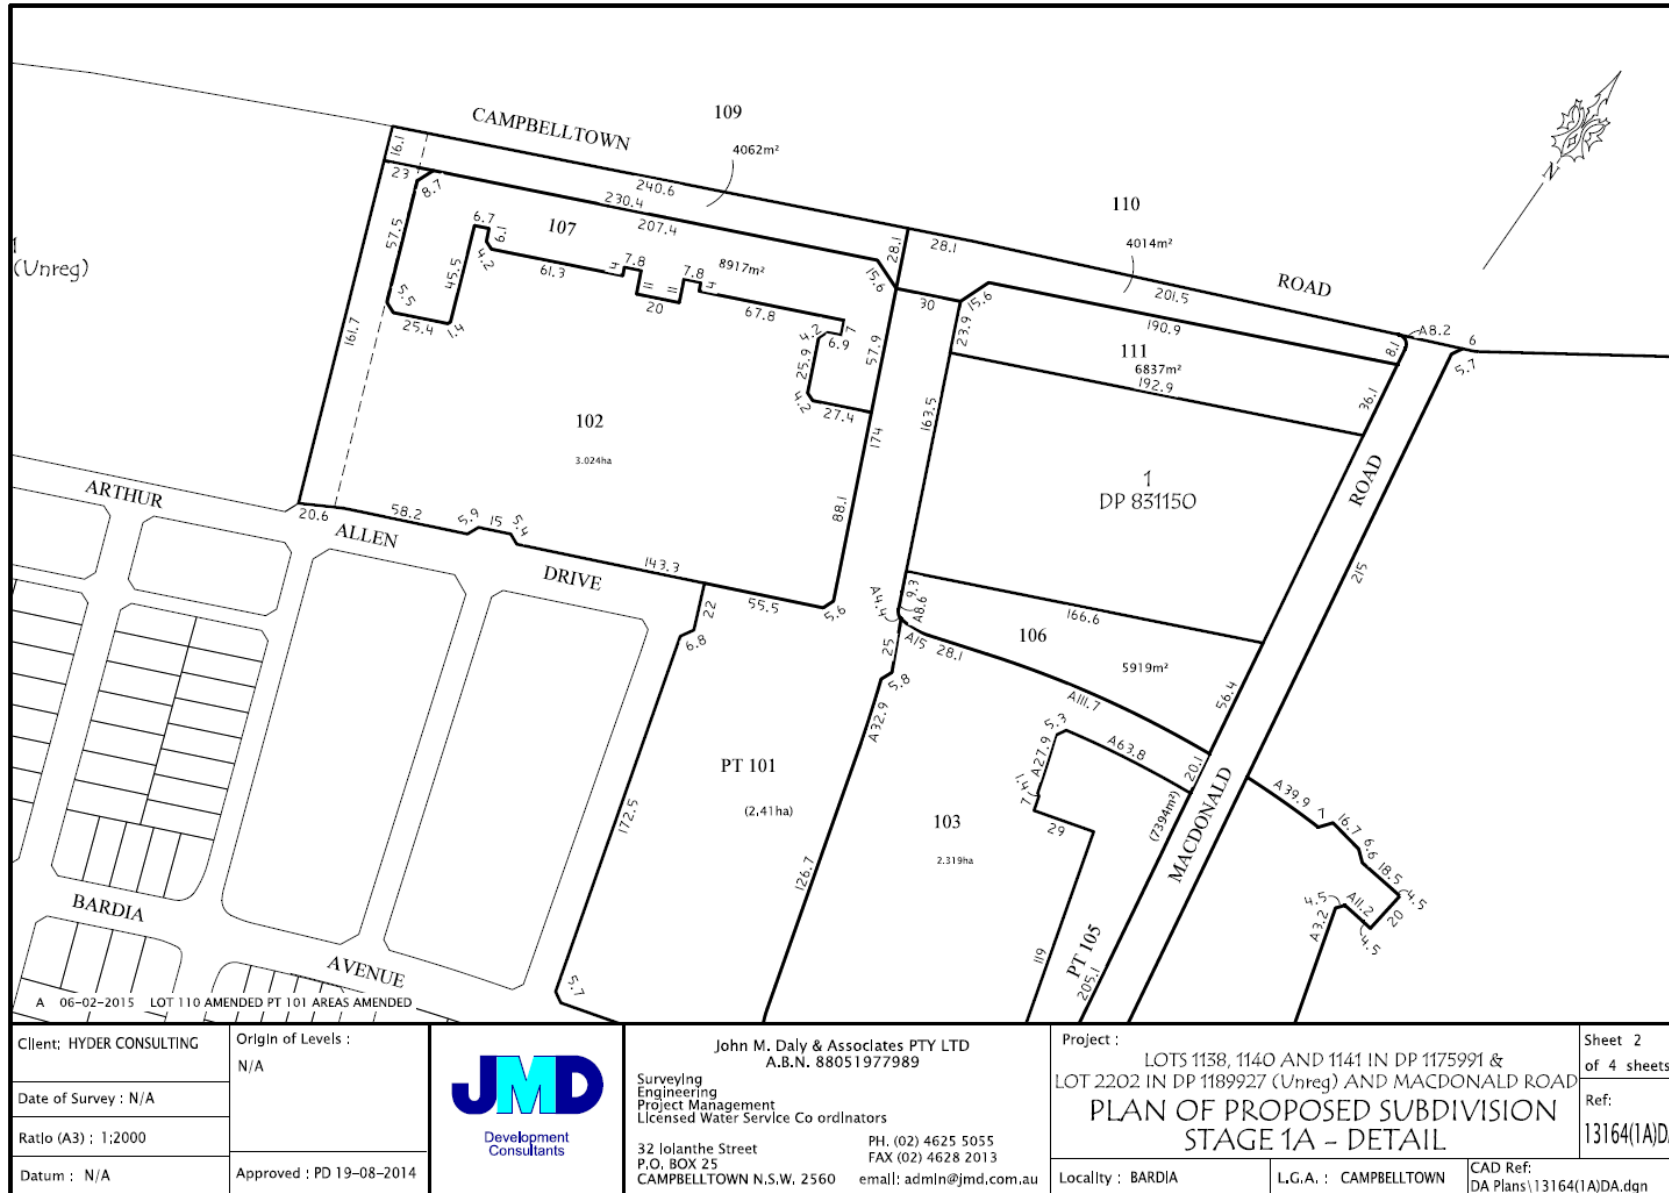 109
CAMPBELLTOWN
4062m²
16.1
240.6
23
8.7
230.4
207.4
110
28.1
28.1
4014m²
ROAD
201.5
6.7
6.1
107
57.5
45.5
4.2
61.3
7.8
8917m²
7.8
20
67.8
15.6
30
15.6
23.9
190.9
A8.2
6
8.1
5.7
(Unreg)
5.5
25.4
1.4
161.7
4.2
7
6.9
25.9
57.9
4.2
27.4
111
6837m²
192.9
36.1
102
3.024ha
174
163.5
1
DP 831150
ROAD
ARTHUR
20.6
ALLEN
58.2
5.9
15
5.4
88.1
DRIVE
143.3
55.5
5.6
22
6.8
A4.4
9.3
A8.6
166.6
215
106
A15
28.1
25
5.8
5919m²
A111.7
56.4
A32.9
5.3
A63.8
A27.9
20.1
1.4
7
29
(7394m²)
MACDONALD
PT 101
(2.41ha)
172.5
103
2.319ha
126.7
A39.9
7
16.7
6.6
18.5
4.5
20
4.5
A11.2
4.5
A3.2
BARDIA
AVENUE
5.7
119
PT 105
205.1
A 06-02-2015 LOT 110 AMENDED PT 101 AREAS AMENDED
N
Client: HYDER CONSULTING
Date of Survey : N/A
Ratio (A3) : 1:2000
Datum : N/A
Origin of Levels :
N/A
Approved : PD 19-08-2014
JMD
Development
Consultants
John M. Daly & Associates PTY LTD
A.B.N. 88051977989
Surveying
Engineering
Project Management
Licensed Water Service Co ordinators
32 Iolanthe Street
P.O. BOX 25
CAMPBELLTOWN N.S.W. 2560
PH. (02) 4625 5055
FAX (02) 4628 2013
email: admin@jmd.com.au
Project :
LOTS 1138, 1140 AND 1141 IN DP 1175991 &
LOT 2202 IN DP 1189927 (Unreg) AND MACDONALD ROAD
PLAN OF PROPOSED SUBDIVISION
STAGE 1A - DETAIL
Locality : BARDIA
L.G.A. : CAMPBELLTOWN
Sheet 2
of 4 sheets
Ref:
13164(1A)DA
CAD Ref:
DA Plans\13164(1A)DA.dgn